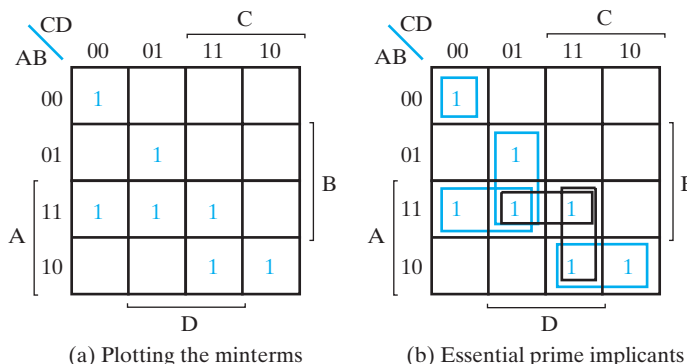 CD C CD C
AB 00 01 11 10 AB 00 01 11 10
00 1 00 1
01 1 01 1
B B
11 1 1 1 11 1 1 1
A A
10 1 1 10 1 1
D D
(a) Plotting the minterms (b) Essential prime implicants